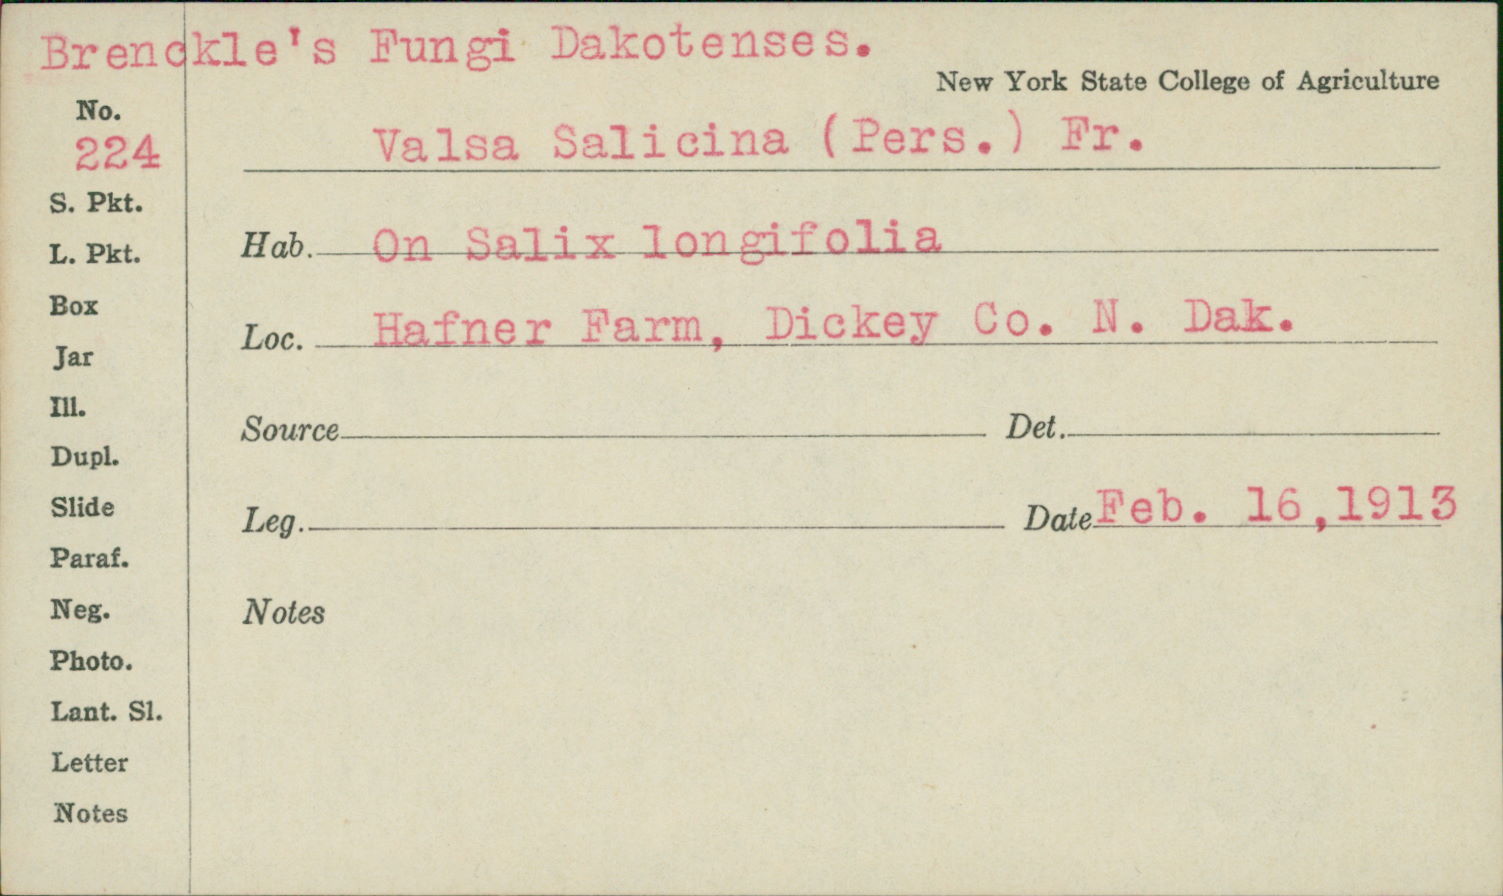 Brenckle's Fungi Dakotenses.
New York State College of Agriculture
No.
224
Valsa Salicina (Pers.) Fr.
S. Pkt.
L. Pkt.
Hab. On Salix longifolia
Box
Loc. Hafner Farm, Dickey Co. N. Dak.
Jar
Ill.
Source Det.
Dupl.
Slide
Leg. Date Feb. 16,1913
Paraf.
Neg.
Notes
Photo.
Lant. Sl.
Letter
Notes